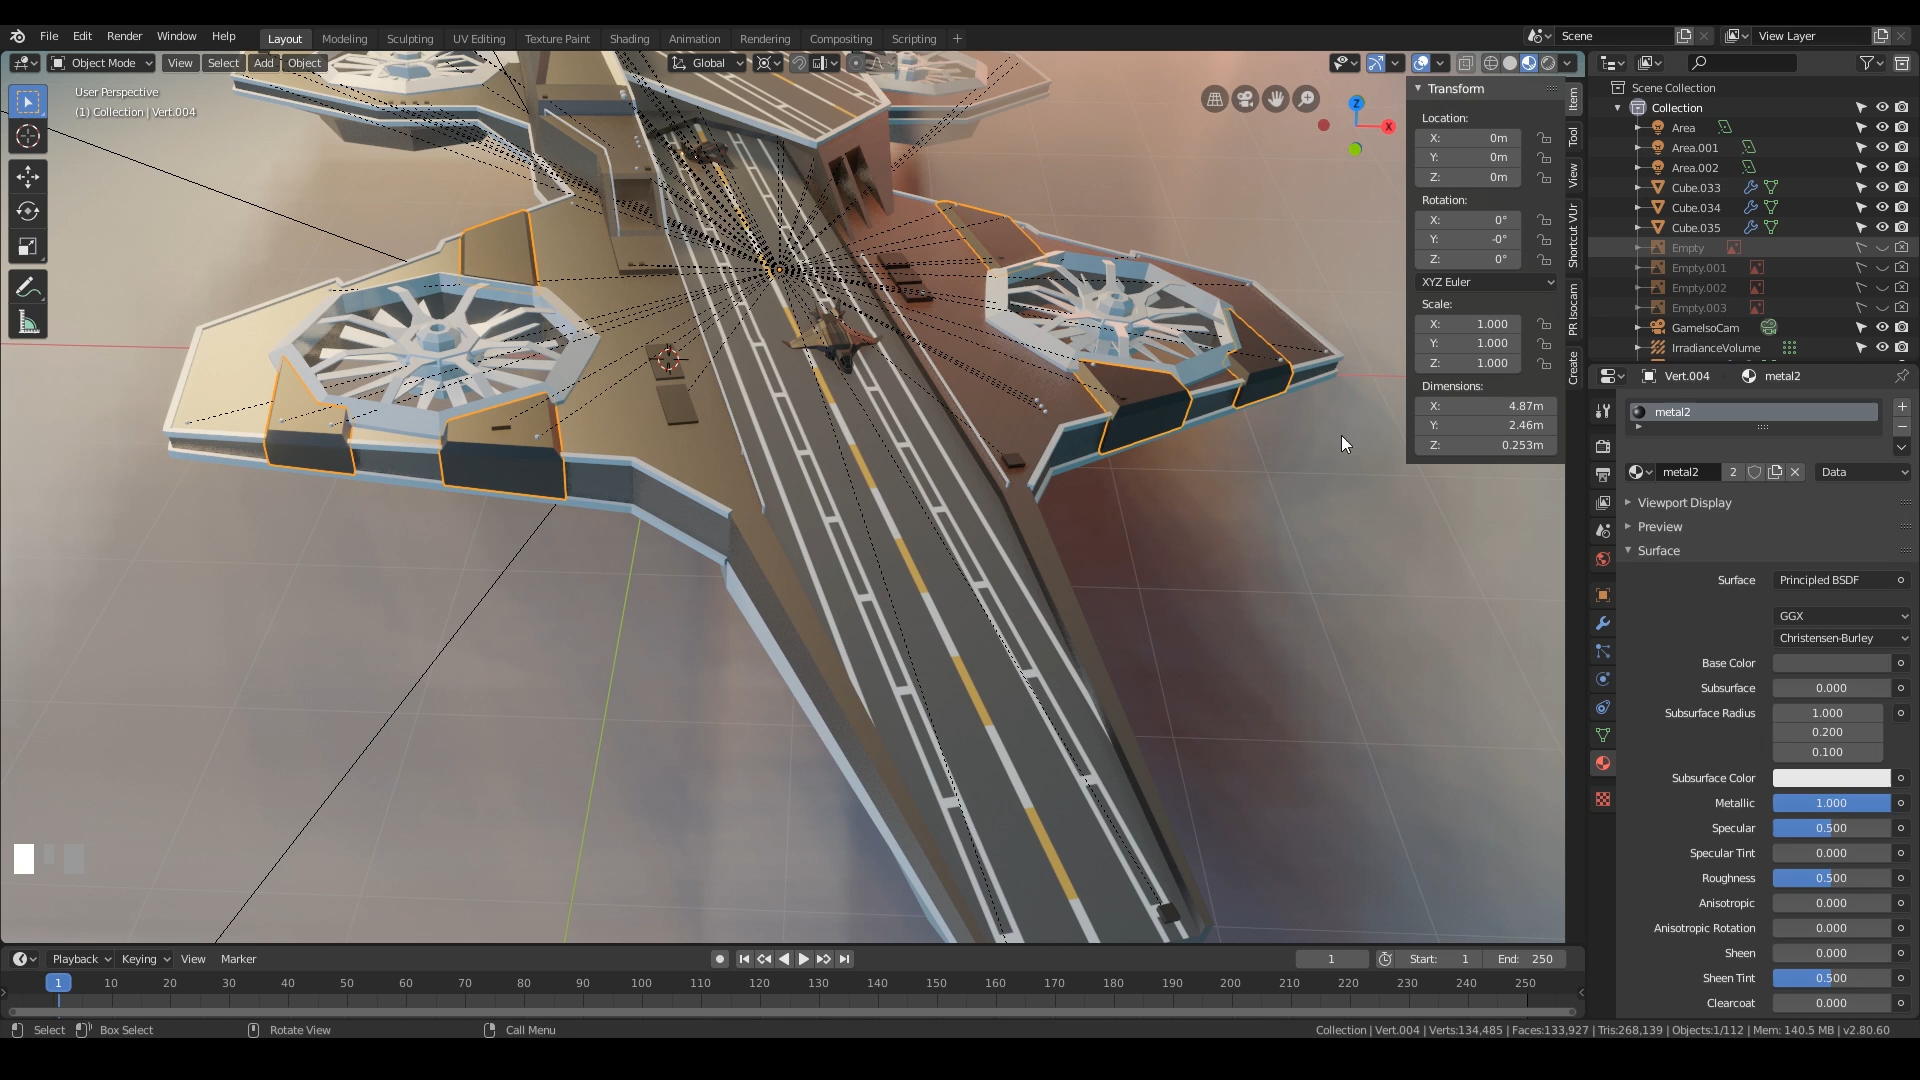 File Edit Render Window Help
Layout Modeling Sculpting UV Editing Texture Paint Shading Animation Rendering Compositing Scripting +
Scene View Layer
Object Mode View Select Add Object Global
User Perspective
(1) Collection | Vert.004
Z
X
Transform
Location:
X: 0m
Y: 0m
Z: 0m
Rotation:
X: 0°
Y: -0°
Z: 0°
XYZ Euler
Scale:
X: 1.000
Y: 1.000
Z: 1.000
Dimensions:
X: 4.87m
Y: 2.46m
Z: 0.253m
Item
Tool
View
Shortcut VUr
PR Isocam
Create
Scene Collection
Collection
Area
Area.001
Area.002
Cube.033
Cube.034
Cube.035
Empty
Empty.001
Empty.002
Empty.003
GameIsoCam
IrradianceVolume
Vert.004 metal2
metal2
metal2 2 Data
Viewport Display
Preview
Surface
Surface Principled BSDF
GGX
Christensen-Burley
Base Color
Subsurface 0.000
Subsurface Radius 1.000
0.200
0.100
Subsurface Color
Metallic 1.000
Specular 0.500
Specular Tint 0.000
Roughness 0.500
Anisotropic 0.000
Anisotropic Rotation 0.000
Sheen 0.000
Sheen Tint 0.500
Clearcoat 0.000
Playback Keying View Marker 1 Start: 1 End: 250
1 10 20 30 40 50 60 70 80 90 100 110 120 130 140 150 160 170 180 190 200 210 220 230 240 250
Select Box Select Rotate View Call Menu Collection | Vert.004 | Verts:134,485 | Faces:133,927 | Tris:268,139 | Objects:1/112 | Mem: 140.5 MB | v2.80.60